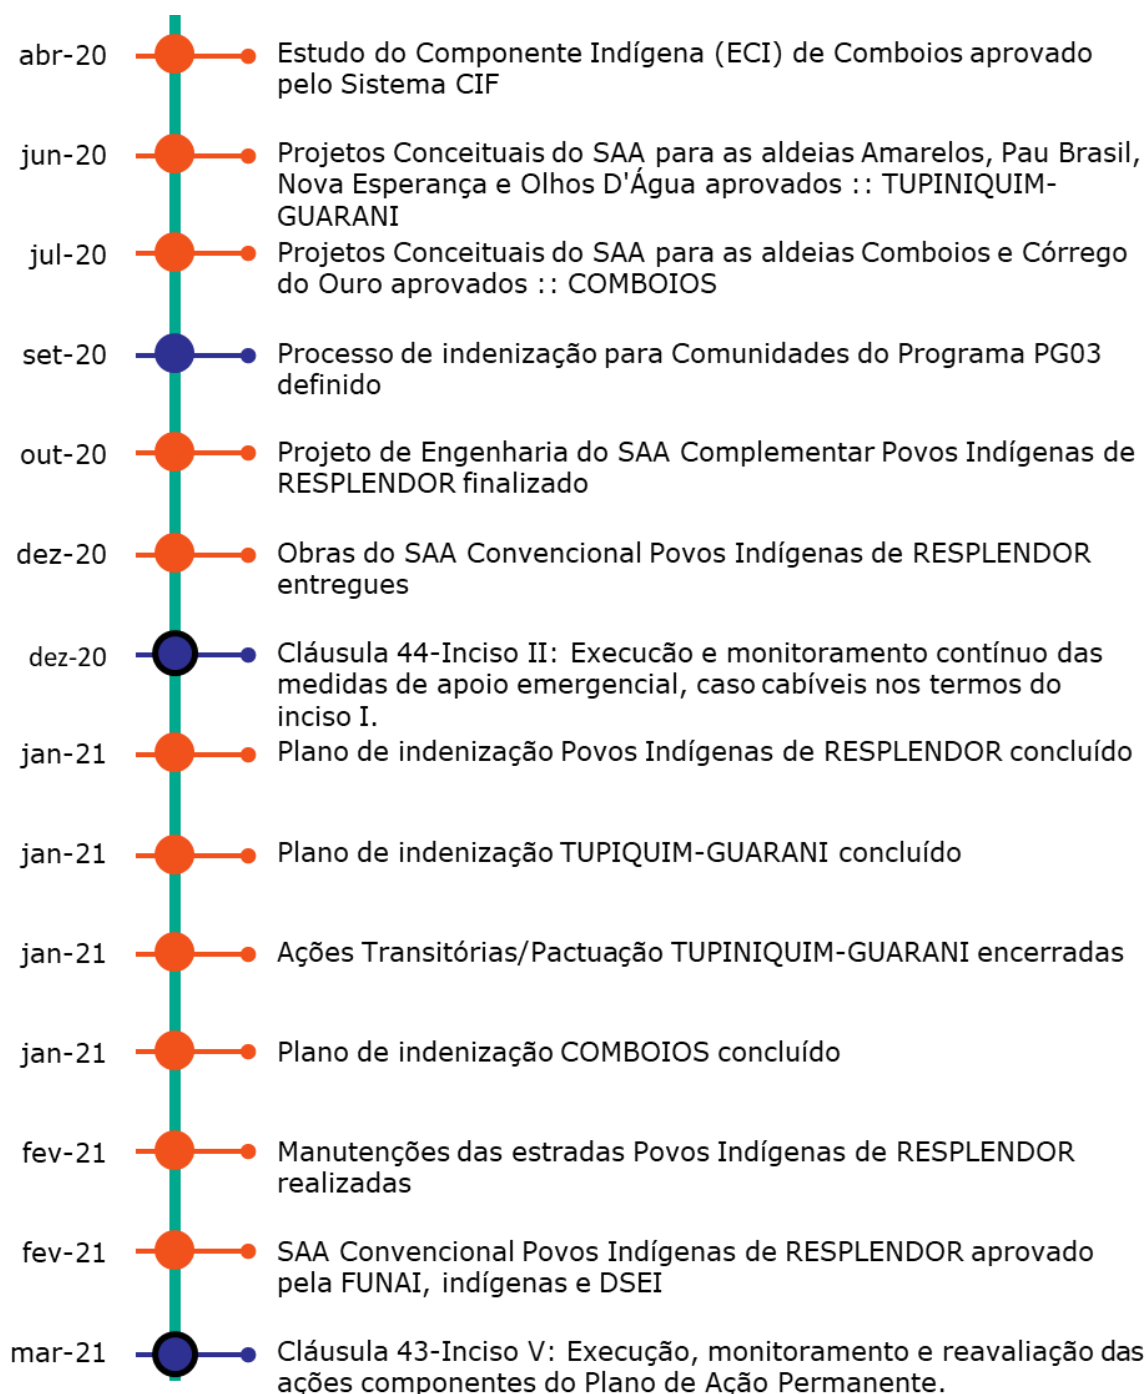 abr-20
Estudo do Componente Indígena (ECI) de Comboios aprovado
pelo Sistema CIF
jun-20
Projetos Conceituais do SAA para as aldeias Amarelos, Pau Brasil,
Nova Esperança e Olhos D'Água aprovados :: TUPINIQUIM-
GUARANI
jul-20
Projetos Conceituais do SAA para as aldeias Comboios e Córrego
do Ouro aprovados :: COMBOIOS
set-20
Processo de indenização para Comunidades do Programa PG03
definido
out-20
Projeto de Engenharia do SAA Complementar Povos Indígenas de
RESPLENDOR finalizado
dez-20
Obras do SAA Convencional Povos Indígenas de RESPLENDOR
entregues
dez-20
Cláusula 44-Inciso II: Execucão e monitoramento contínuo das
medidas de apoio emergencial, caso cabíveis nos termos do
inciso I.
jan-21
Plano de indenização Povos Indígenas de RESPLENDOR concluído
jan-21
Plano de indenização TUPIQUIM-GUARANI concluído
jan-21
Ações Transitórias/Pactuação TUPINIQUIM-GUARANI encerradas
jan-21
Plano de indenização COMBOIOS concluído
fev-21
Manutenções das estradas Povos Indígenas de RESPLENDOR
realizadas
fev-21
SAA Convencional Povos Indígenas de RESPLENDOR aprovado
pela FUNAI, indígenas e DSEI
mar-21
Cláusula 43-Inciso V: Execução, monitoramento e reavaliação das
ações componentes do Plano de Ação Permanente.